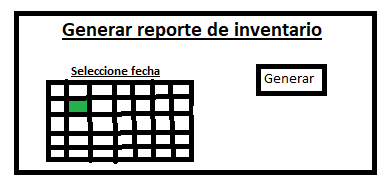 Generar reporte de inventario
Seleccione fecha
Generar